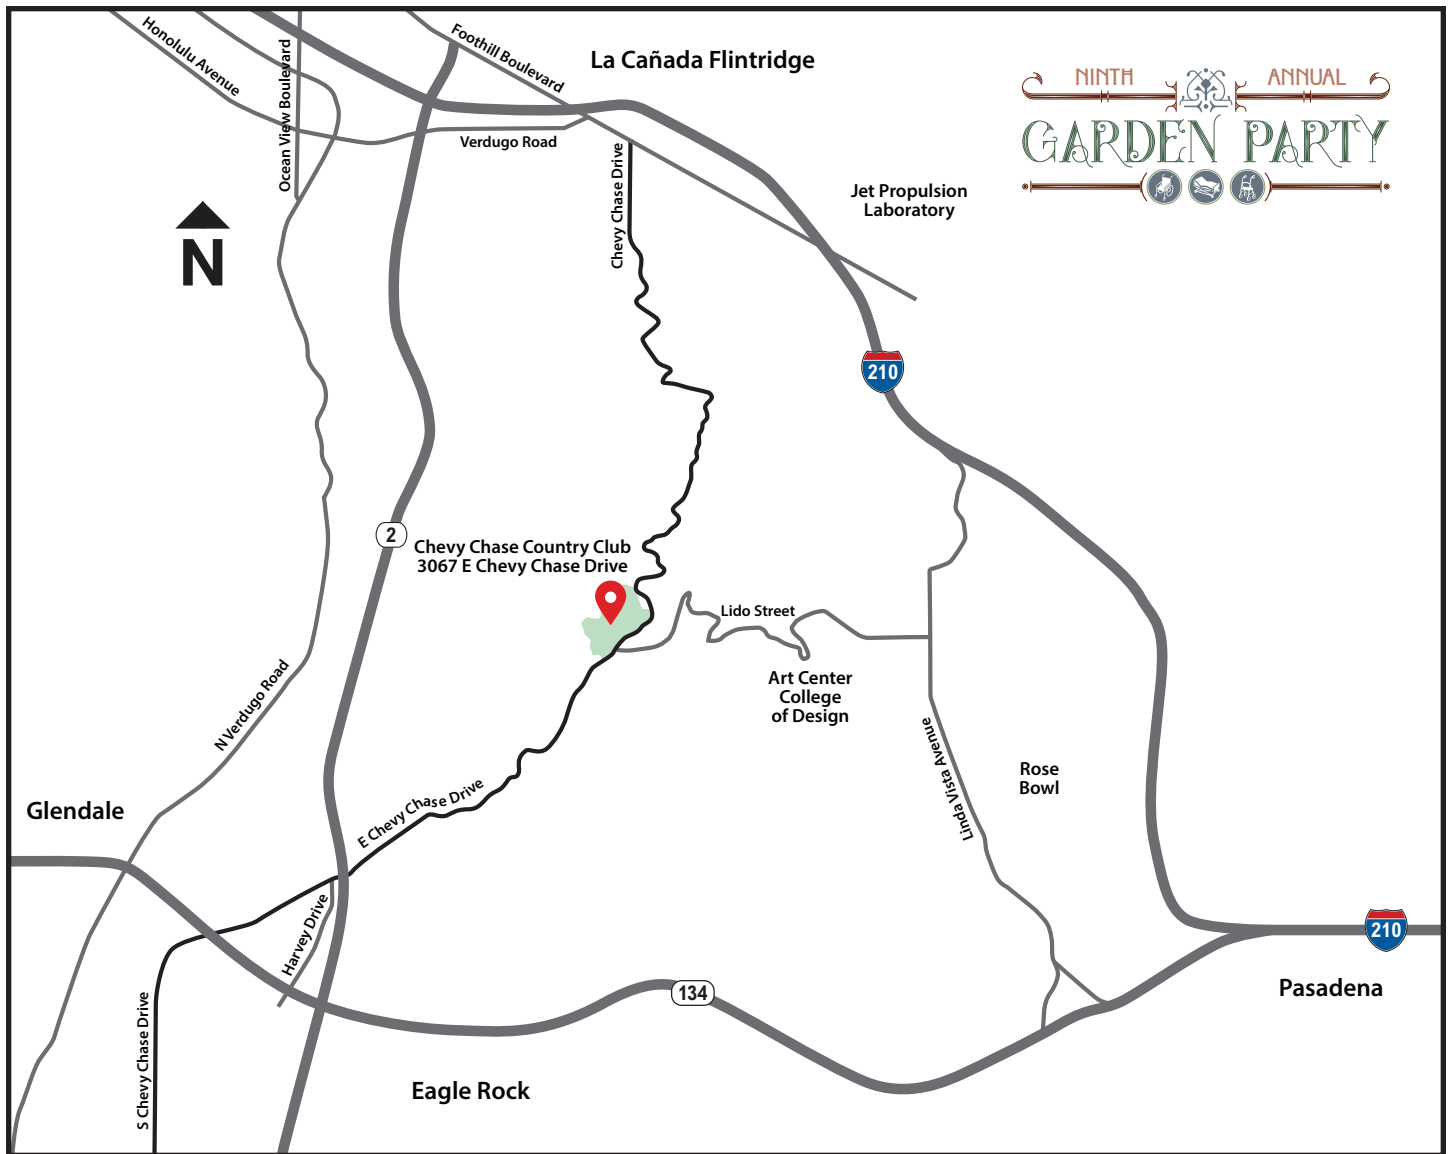 Honolulu Avenue
Ocean View Boulevard
Foothill Boulevard
La Cañada Flintridge
NINTH ANNUAL
GARDEN PARTY
Verdugo Road
Chevy Chase Drive
Jet Propulsion
Laboratory
N
210
2
Chevy Chase Country Club
3067 E Chevy Chase Drive
Lido Street
Art Center
College
of Design
N Verdugo Road
Linda Vista Avenue
Rose
Bowl
Glendale
E Chevy Chase Drive
Harvey Drive
210
134
Pasadena
S Chevy Chase Drive
Eagle Rock